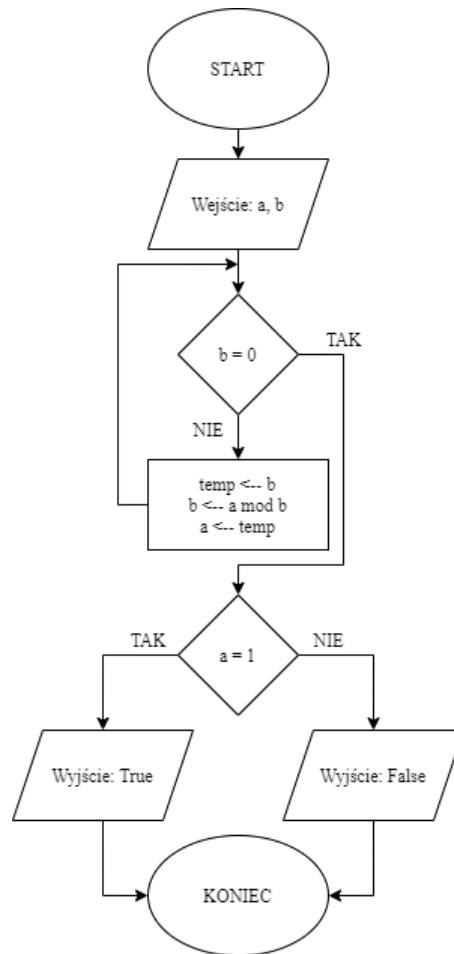 START
Wejście: a, b
b = 0
TAK
NIE
temp <-- b
b <-- a mod b
a <-- temp
TAK
a = 1
NIE
Wyjście: True
Wyjście: False
KONIEC